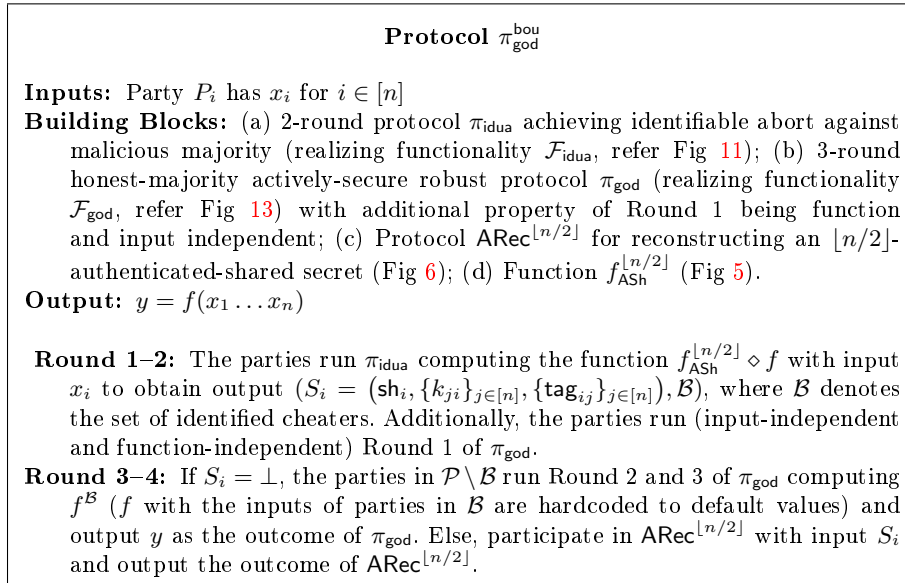 Protocol π_god^bou
Inputs: Party P_i has x_i for i ∈ [n]
Building Blocks: (a) 2-round protocol π_idua achieving identifiable abort against
malicious majority (realizing functionality F_idua, refer Fig 11); (b) 3-round
honest-majority actively-secure robust protocol π_god (realizing functionality
F_god, refer Fig 13) with additional property of Round 1 being function
and input independent; (c) Protocol ARec^⌊n/2⌋ for reconstructing an ⌊n/2⌋-
authenticated-shared secret (Fig 6); (d) Function f_ASh^⌊n/2⌋ (Fig 5).
Output: y = f(x_1 … x_n)
Round 1–2: The parties run π_idua computing the function f_ASh^⌊n/2⌋ ⋄ f with input
x_i to obtain output (S_i = (sh_i, {k_ji}_j∈[n], {tag_ij}_j∈[n]), B), where B denotes
the set of identified cheaters. Additionally, the parties run (input-independent
and function-independent) Round 1 of π_god.
Round 3–4: If S_i = ⊥, the parties in P \ B run Round 2 and 3 of π_god computing
f^B (f with the inputs of parties in B are hardcoded to default values) and
output y as the outcome of π_god. Else, participate in ARec^⌊n/2⌋ with input S_i
and output the outcome of ARec^⌊n/2⌋.